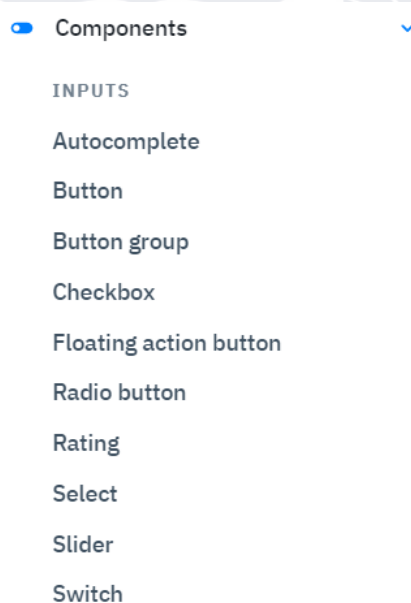 Components
INPUTS
Autocomplete
Button
Button group
Checkbox
Floating action button
Radio button
Rating
Select
Slider
Switch